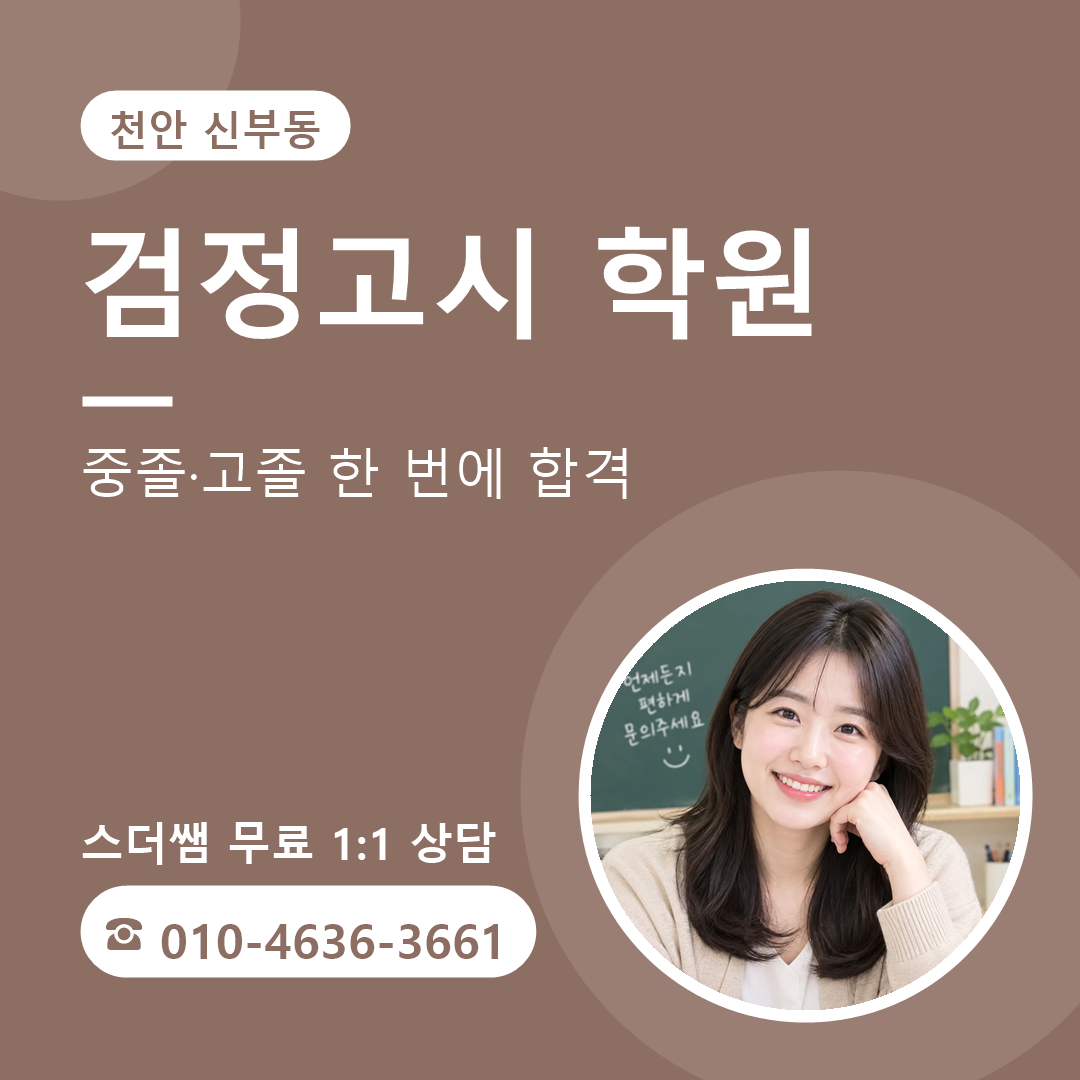 천안 신부동
검정고시 학원
중졸·고졸 한 번에 합격
언제든지
편하게
문의주세요
스더쌤 무료 1:1 상담
☎ 010-4636-3661